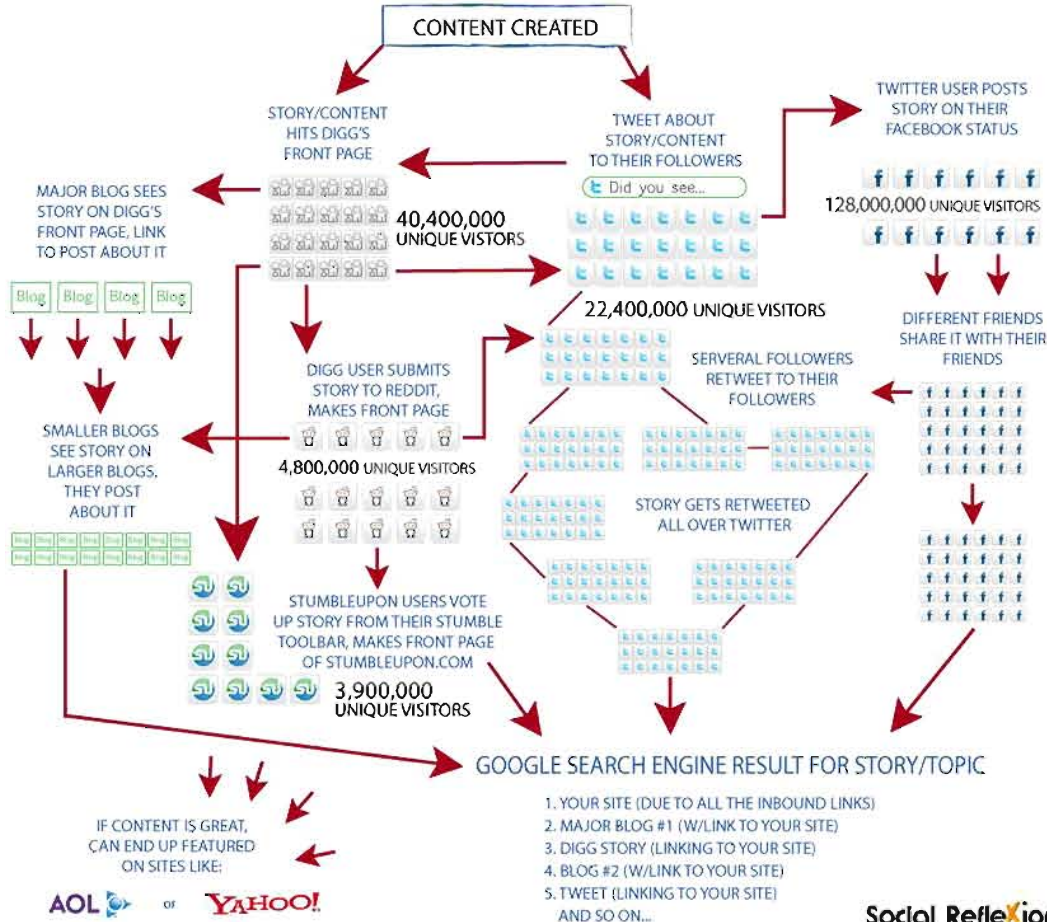 CONTENT CREATED
STORY/CONTENT
HITS DIGG'S
FRONT PAGE
40,400,000
UNIQUE VISTORS
TWEET ABOUT
STORY/CONTENT
TO THEIR FOLLOWERS
Did you see...
22,400,000 UNIQUE VISITORS
TWITTER USER POSTS
STORY ON THEIR
FACEBOOK STATUS
128,000,000 UNIQUE VISITORS
MAJOR BLOG SEES
STORY ON DIGG'S
FRONT PAGE, LINK
TO POST ABOUT IT
Blog Blog Blog Blog
DIFFERENT FRIENDS
SHARE IT WITH THEIR
FRIENDS
DIGG USER SUBMITS
STORY TO REDDIT,
MAKES FRONT PAGE
4,800,000 UNIQUE VISITORS
SERVERAL FOLLOWERS
RETWEET TO THEIR
FOLLOWERS
SMALLER BLOGS
SEE STORY ON
LARGER BLOGS,
THEY POST
ABOUT IT
STORY GETS RETWEETED
ALL OVER TWITTER
STUMBLEUPON USERS VOTE
UP STORY FROM THEIR STUMBLE
TOOLBAR, MAKES FRONT PAGE
OF STUMBLEUPON.COM
3,900,000
UNIQUE VISITORS
GOOGLE SEARCH ENGINE RESULT FOR STORY/TOPIC
1. YOUR SITE (DUE TO ALL THE INBOUND LINKS)
2. MAJOR BLOG #1 (W/LINK TO YOUR SITE)
3. DIGG STORY (LINKING TO YOUR SITE)
4. BLOG #2 (W/LINK TO YOUR SITE)
5. TWEET (LINKING TO YOUR SITE)
AND SO ON...
IF CONTENT IS GREAT,
CAN END UP FEATURED
ON SITES LIKE:
AOL or YAHOO!
Social Reflexion